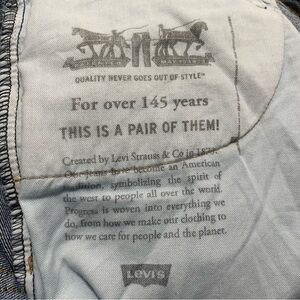 QUALITY NEVER GOES OUT OF STYLE™
For over 145 years
THIS IS A PAIR OF THEM!
Created by Levi Strauss & Co in 1873.
Our jeans have become an American
tradition, symbolizing the spirit of
the west to people all over the world.
Progress is woven into everything we
do, from how we make our clothing to
how we care for people and the planet.
LEVI'S